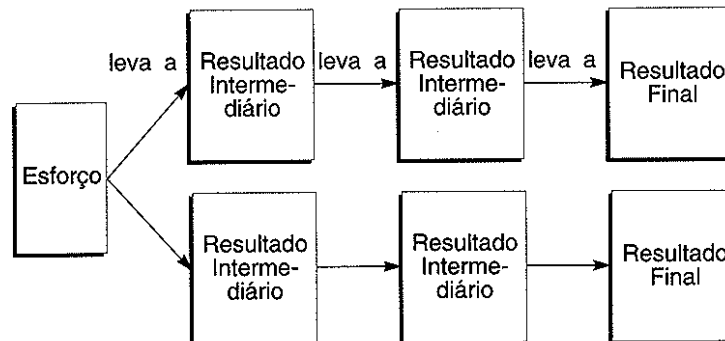 leva a
Resultado
Interme-
diário
leva a
Resultado
Interme-
diário
leva a
Resultado
Final
Esforço
Resultado
Interme-
diário
Resultado
Interme-
diário
Resultado
Final